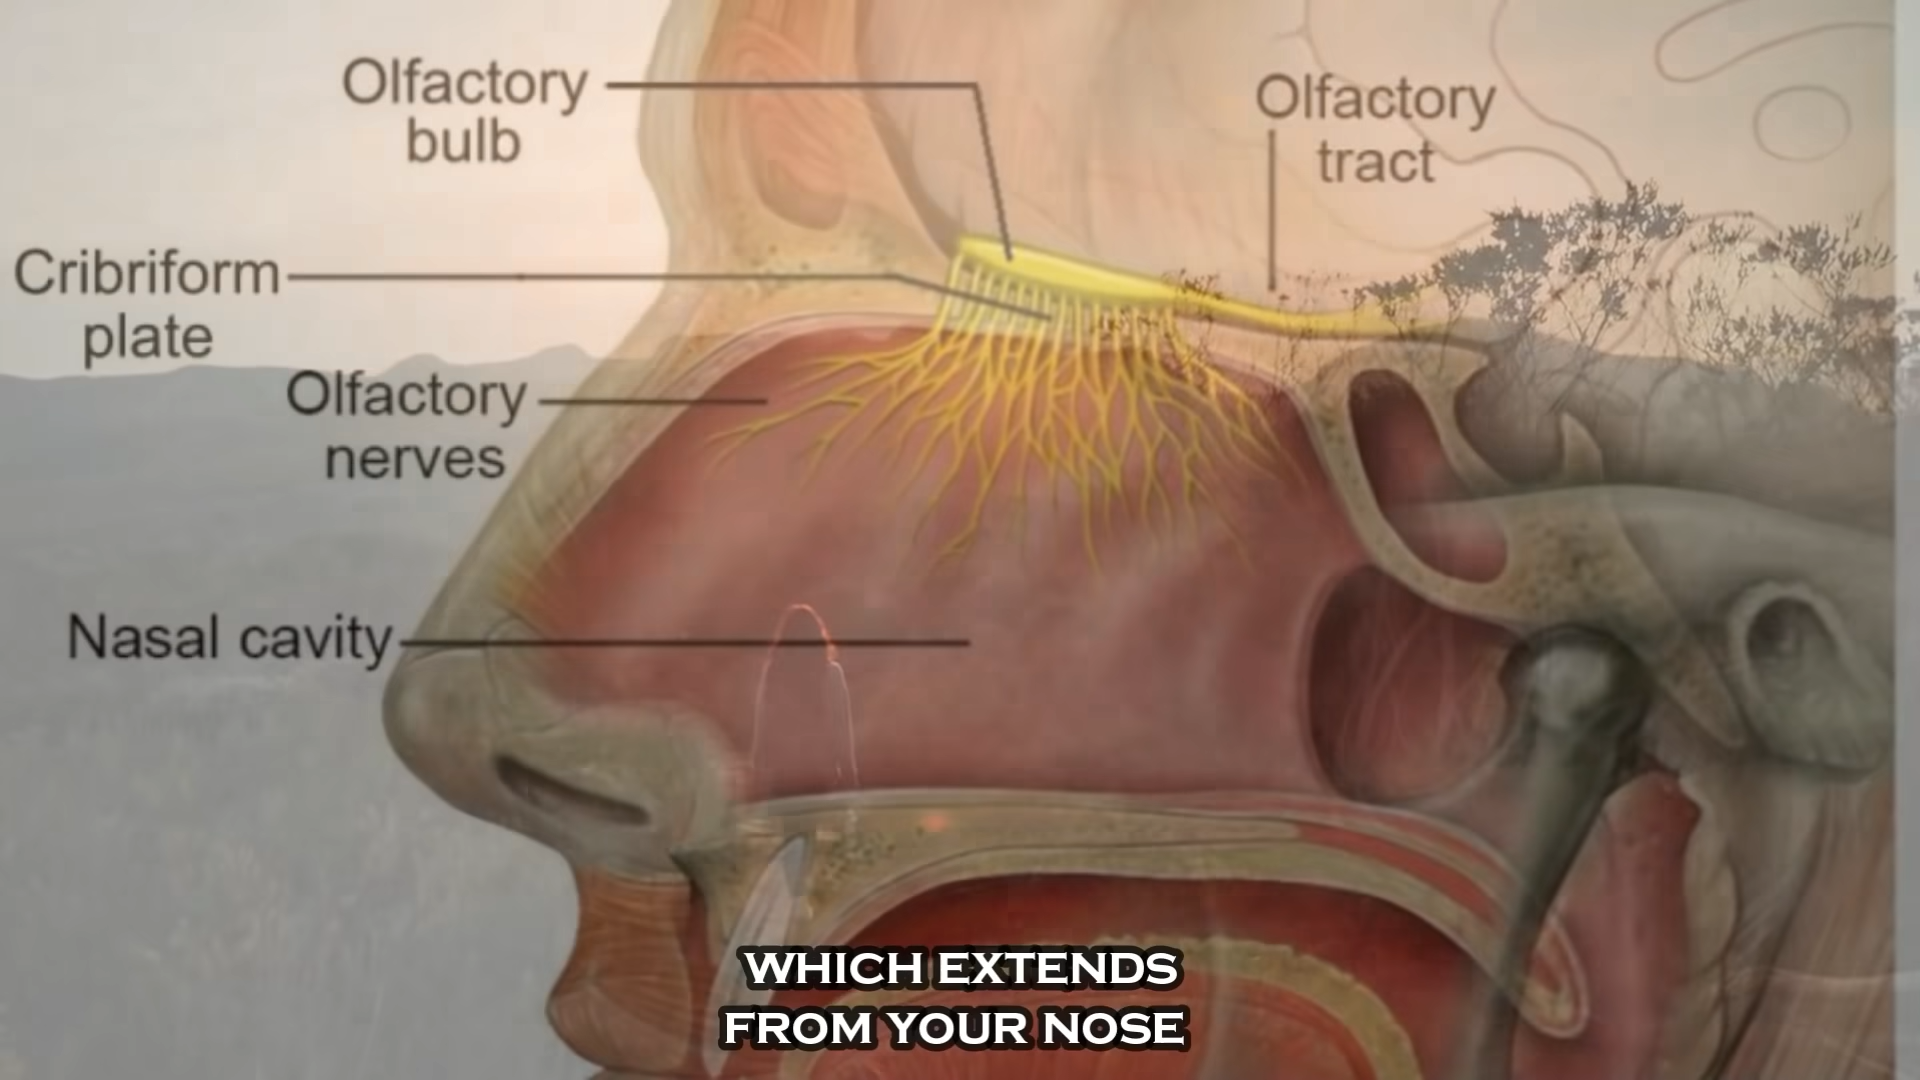 Olfactory
bulb
Olfactory
tract
Cribriform
plate
Olfactory
nerves
Nasal cavity
WHICH EXTENDS
FROM YOUR NOSE